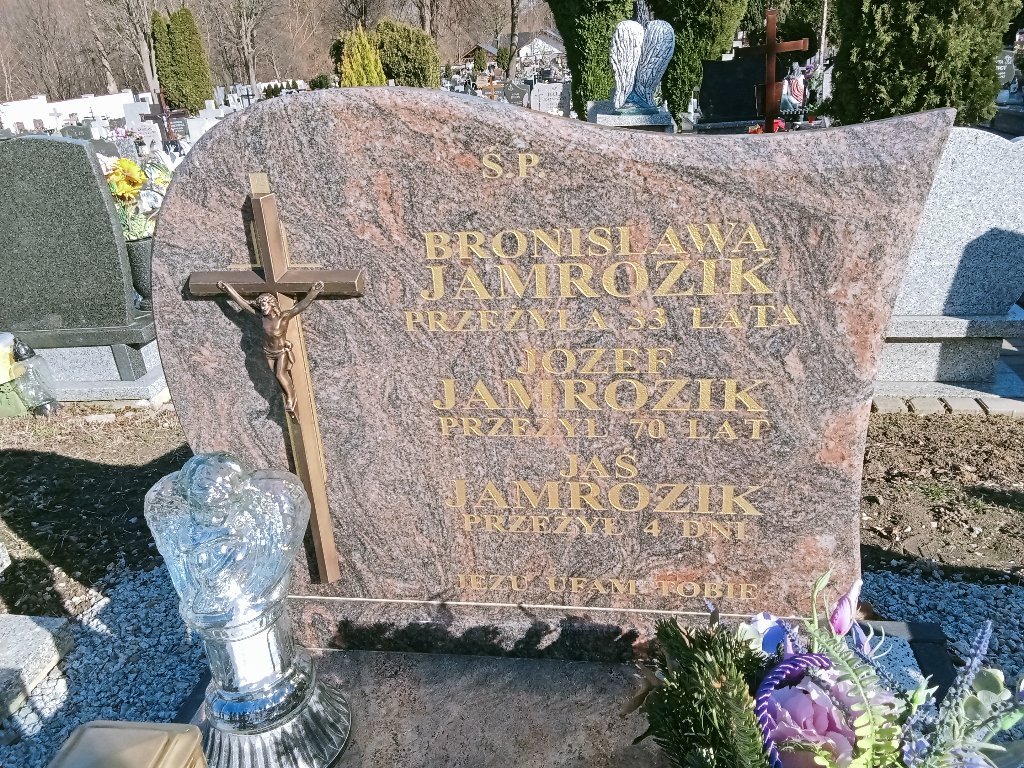 Ś.P.
BRONISŁAWA
JAMROZIK
PRZEŻYŁA 33 LATA
JÓZEF
JAMROZIK
PRZEŻYŁ 70 LAT
JAŚ
JAMROZIK
PRZEŻYŁ 4 DNI
JEZU UFAM TOBIE